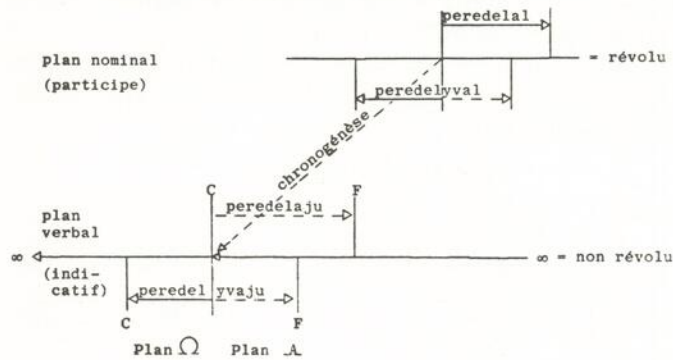 peredelal
plan nominal
= révolu
(participe)
peredelyval
chronogénèse
C F
plan peredelaju
verbal
∞ ∞ = non révolu
(indi-
catif) peredel yvaju
C F
Plan Ω Plan A